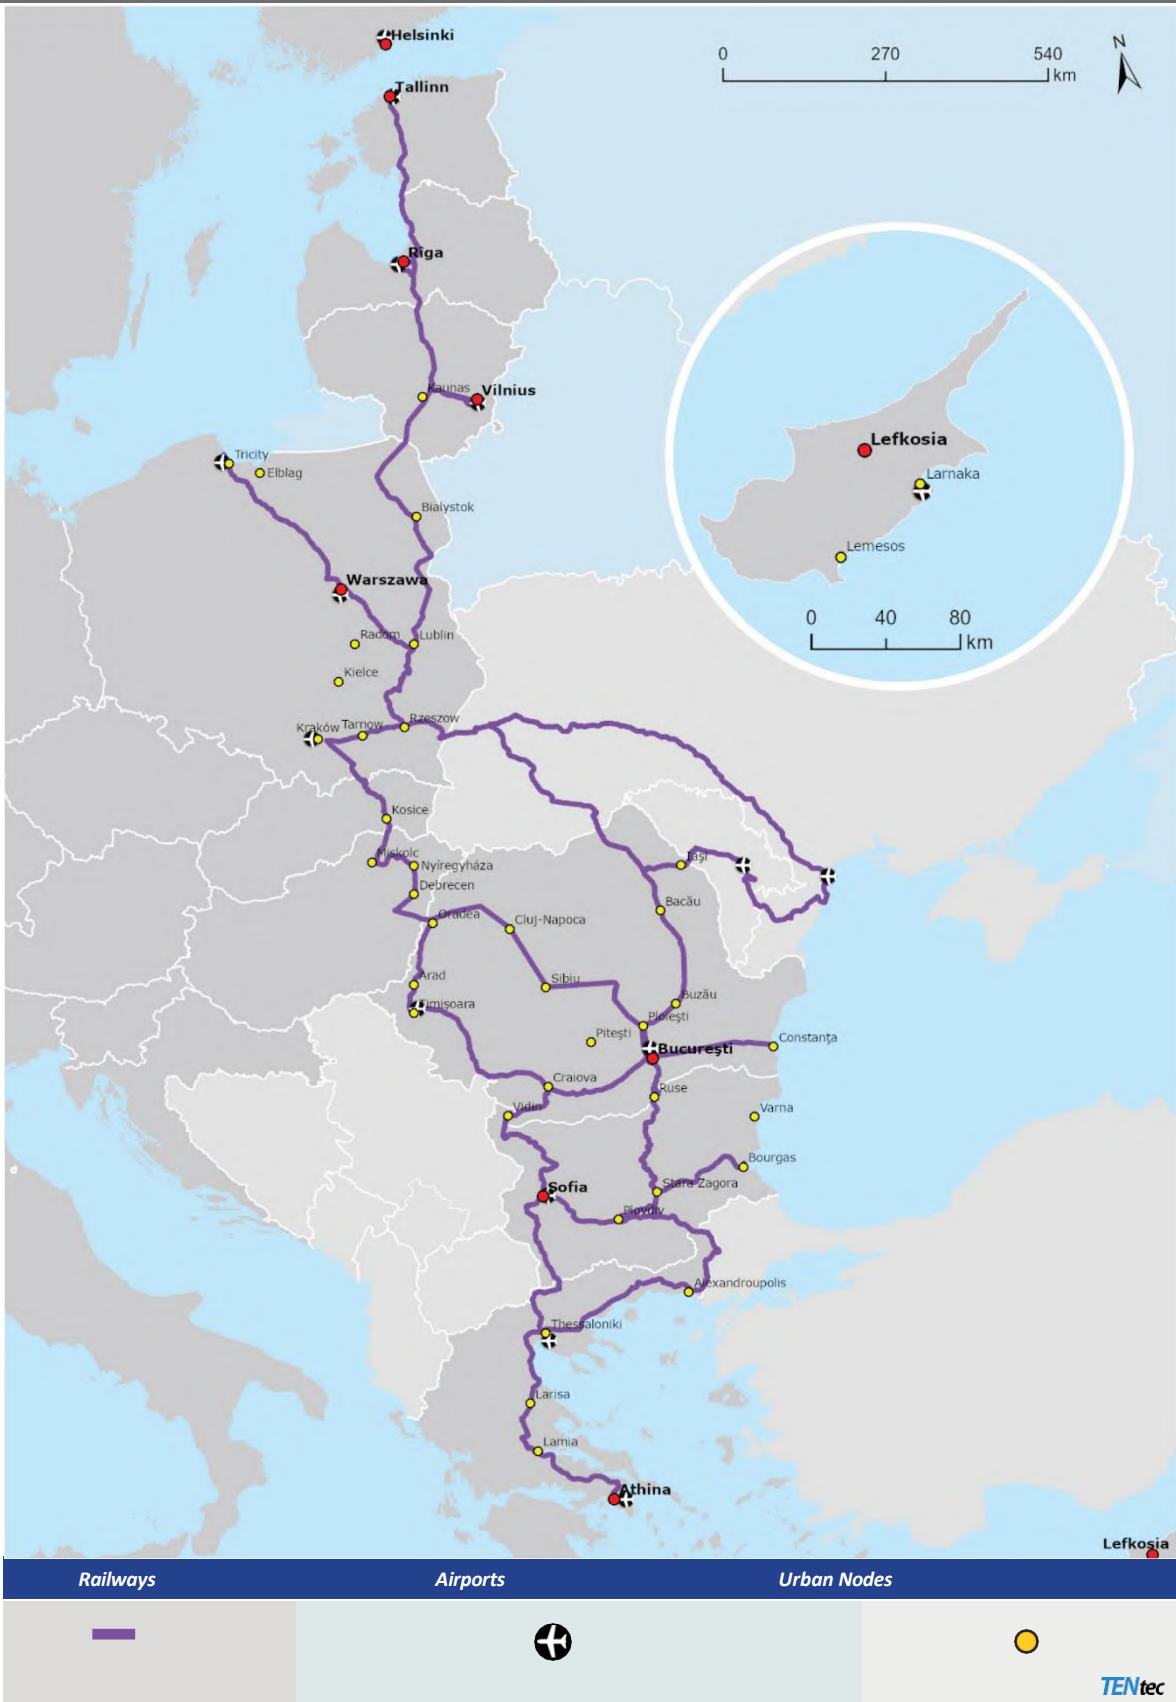 Helsinki
0 270 540
km
N
Tallinn
Rīga
Kaunas
Vilnius
Lefkosia
Tricity
Elblag
Larnaka
Bialystok
Lemesos
Warszawa
0 40 80
km
Radom
Lublin
Kielce
Kraków
Tarnow
Rzeszow
Kosice
Miskolc
Iaşi
Nyíregyháza
Debrecen
Bacău
Oradea
Cluj-Napoca
Arad
Sibiu
Buzău
Timişoara
Ploieşti
Piteşti
Bucureşti
Constanţa
Craiova
Ruse
Vidin
Varna
Bourgas
Sofia
Stara Zagora
Plovdiv
Alexandroupolis
Thessaloniki
Larisa
Lamia
Athina
Lefkosia
Railways Airports Urban Nodes
TENtec